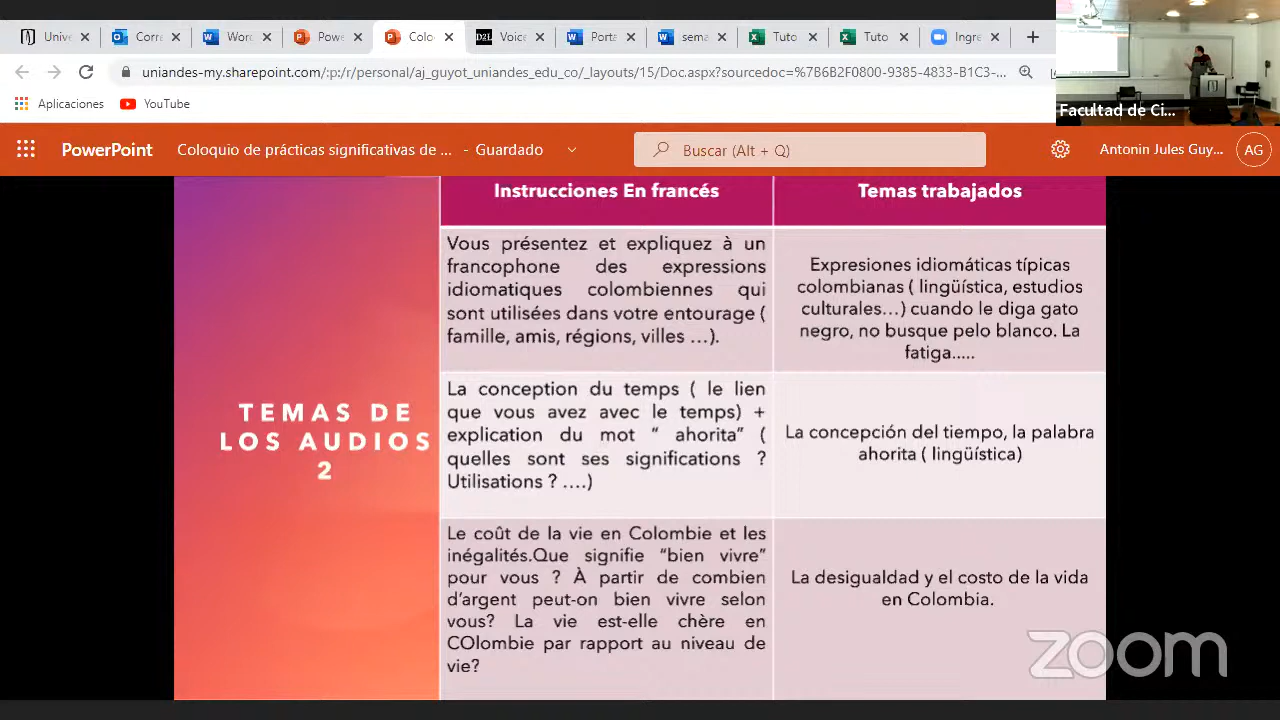 Unive
Corre
Word
Powe
Colo
D2L
Voice
Porta
sema
Tuto
Tuto
Ingre
uniandes-my.sharepoint.com/:p:/r/personal/aj_guyot_uniandes_edu_co/_layouts/15/Doc.aspx?sourcedoc=%7B6B2F0800-9385-4833-B1C3-...
Aplicaciones
YouTube
Facultad de Ci...
PowerPoint
Coloquio de prácticas significativas de ... - Guardado
Buscar (Alt + Q)
Antonin Jules Guy...
AG
TEMAS DE
LOS AUDIOS
2
Instrucciones En francés
Temas trabajados
Vous présentez et expliquez à un
francophone des expressions
idiomatiques colombiennes qui
sont utilisées dans votre entourage (
famille, amis, régions, villes ...).
Expresiones idiomáticas típicas
colombianas ( lingüística, estudios
culturales...) cuando le diga gato
negro, no busque pelo blanco. La
fatiga.....
La conception du temps ( le lien
que vous avez avec le temps) +
explication du mot " ahorita" (
quelles sont ses significations ?
Utilisations ? ....)
La concepción del tiempo, la palabra
ahorita ( lingüística)
Le coût de la vie en Colombie et les
inégalités.Que signifie "bien vivre"
pour vous ? À partir de combien
d'argent peut-on bien vivre selon
vous? La vie est-elle chère en
COlombie par rapport au niveau de
vie?
La desigualdad y el costo de la vida
en Colombia.
zoom